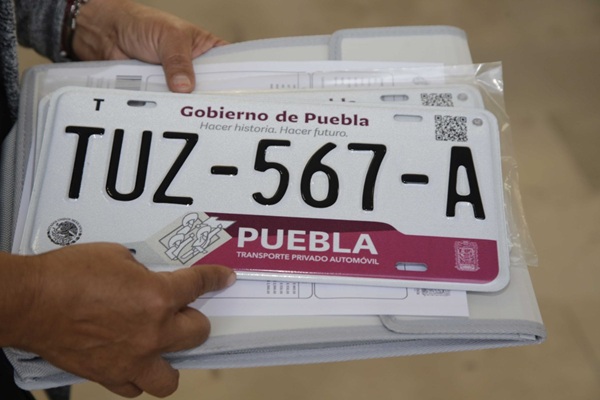 T
Gobierno de Puebla
Hacer historia. Hacer futuro.
TUZ-567-A
PUEBLA
TRANSPORTE PRIVADO AUTOMÓVIL